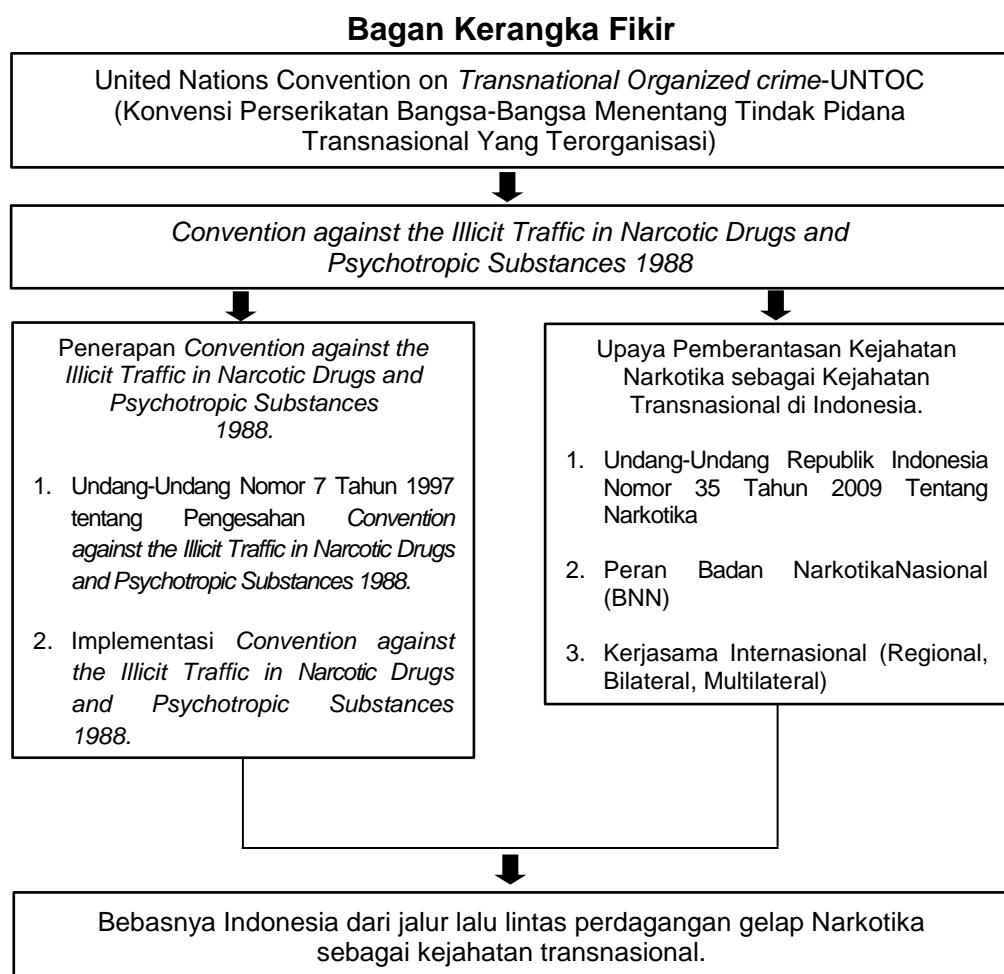 Bagan Kerangka Fikir
United Nations Convention on Transnational Organized crime-UNTOC
(Konvensi Perserikatan Bangsa-Bangsa Menentang Tindak Pidana
Transnasional Yang Terorganisasi)
Convention against the Illicit Traffic in Narcotic Drugs and
Psychotropic Substances 1988
Penerapan Convention against the
Illicit Traffic in Narcotic Drugs and
Psychotropic Substances
1988.
1. Undang-Undang Nomor 7 Tahun 1997
tentang Pengesahan Convention
against the Illicit Traffic in Narcotic Drugs
and Psychotropic Substances 1988.
2. Implementasi Convention against
the Illicit Traffic in Narcotic Drugs
and Psychotropic Substances
1988.
Upaya Pemberantasan Kejahatan
Narkotika sebagai Kejahatan
Transnasional di Indonesia.
1. Undang-Undang Republik Indonesia
Nomor 35 Tahun 2009 Tentang
Narkotika
2. Peran Badan NarkotikaNasional
(BNN)
3. Kerjasama Internasional (Regional,
Bilateral, Multilateral)
Bebasnya Indonesia dari jalur lalu lintas perdagangan gelap Narkotika
sebagai kejahatan transnasional.